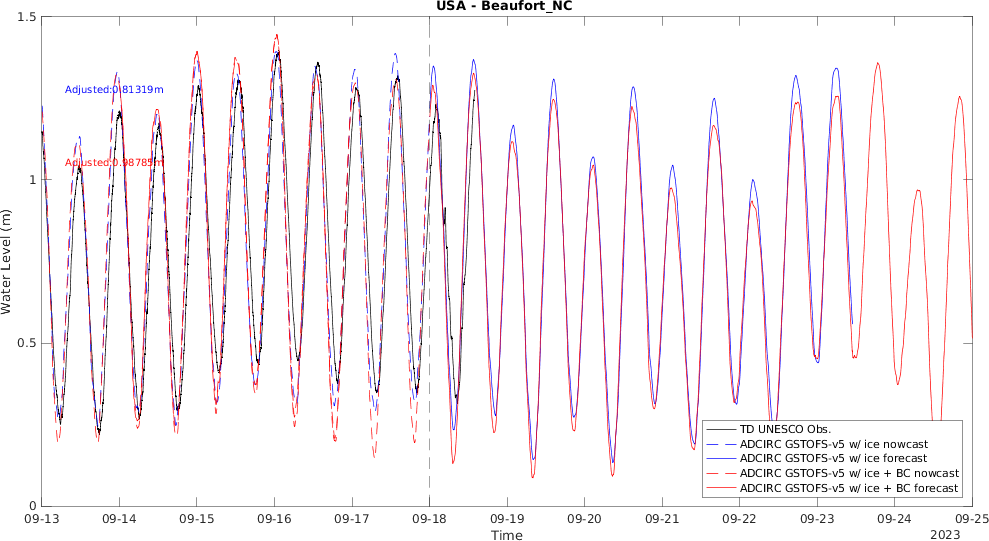 USA - Beaufort_NC
1.5
1
0.5
0
Water Level (m)
Adjusted:0.81319m
Adjusted:0.98785m
TD UNESCO Obs.
ADCIRC GSTOFS-v5 w/ ice nowcast
ADCIRC GSTOFS-v5 w/ ice forecast
ADCIRC GSTOFS-v5 w/ ice + BC nowcast
ADCIRC GSTOFS-v5 w/ ice + BC forecast
09-13 09-14 09-15 09-16 09-17 09-18 09-19 09-20 09-21 09-22 09-23 09-24 09-25
Time
2023